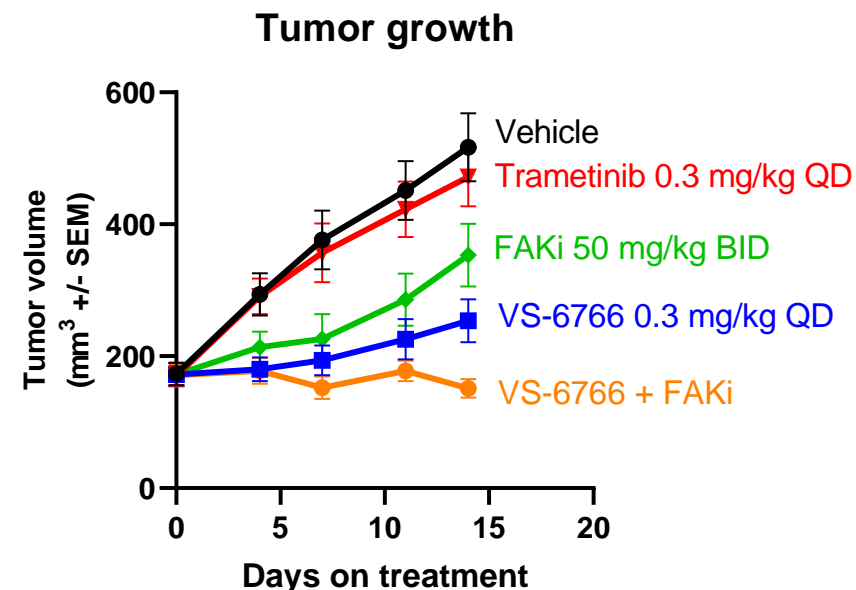 Tumor growth
Tumor volume
(mm³ +/- SEM)
600
400
200
0
0 5 10 15 20
Days on treatment
Vehicle
Trametinib 0.3 mg/kg QD
FAKi 50 mg/kg BID
VS-6766 0.3 mg/kg QD
VS-6766 + FAKi